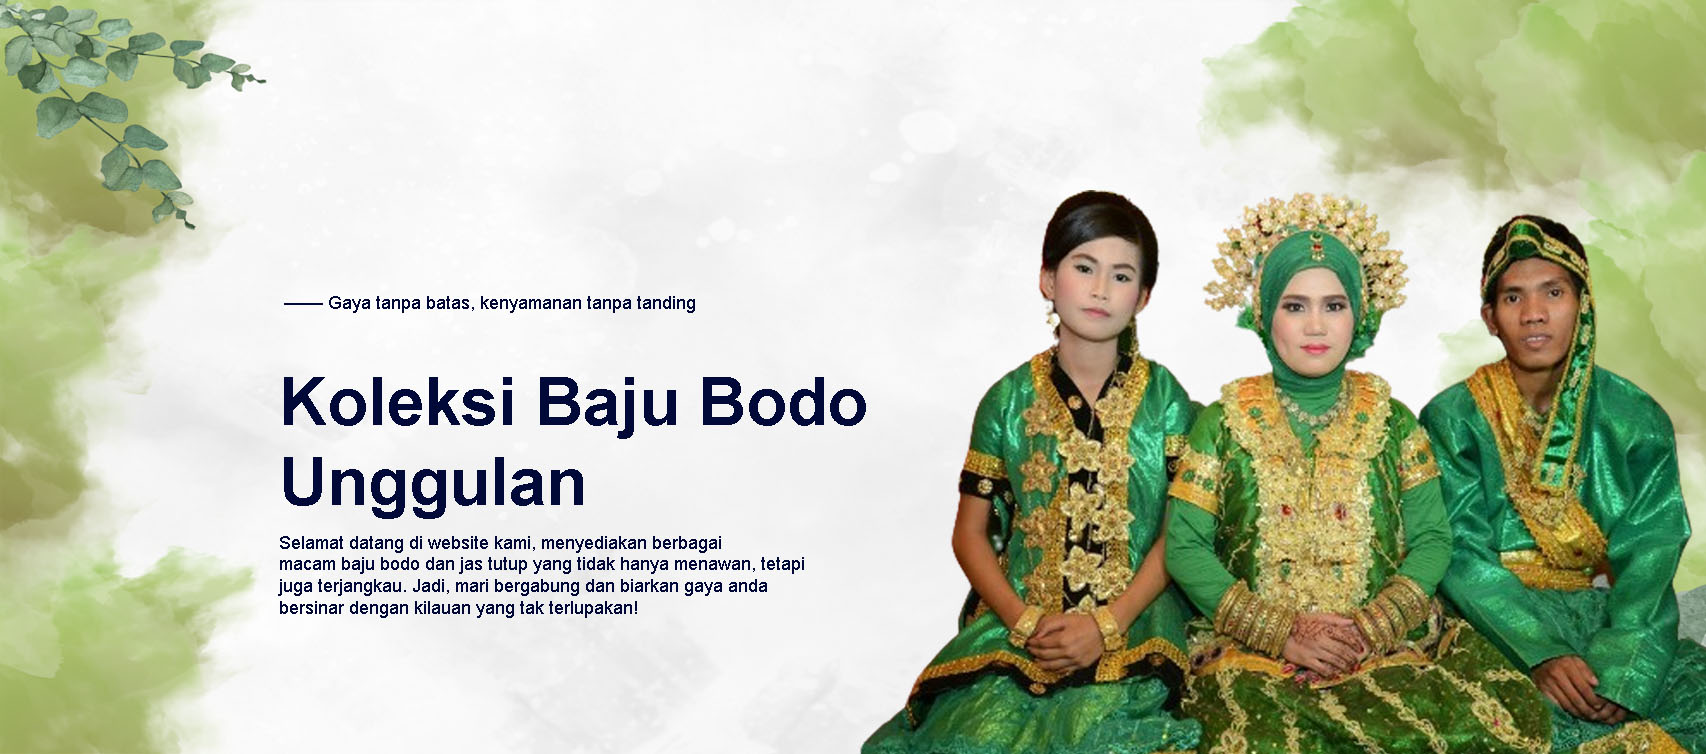 —— Gaya tanpa batas, kenyamanan tanpa tanding
Koleksi Baju Bodo
Unggulan
Selamat datang di website kami, menyediakan berbagai
macam baju bodo dan jas tutup yang tidak hanya menawan, tetapi
juga terjangkau. Jadi, mari bergabung dan biarkan gaya anda
bersinar dengan kilauan yang tak terlupakan!